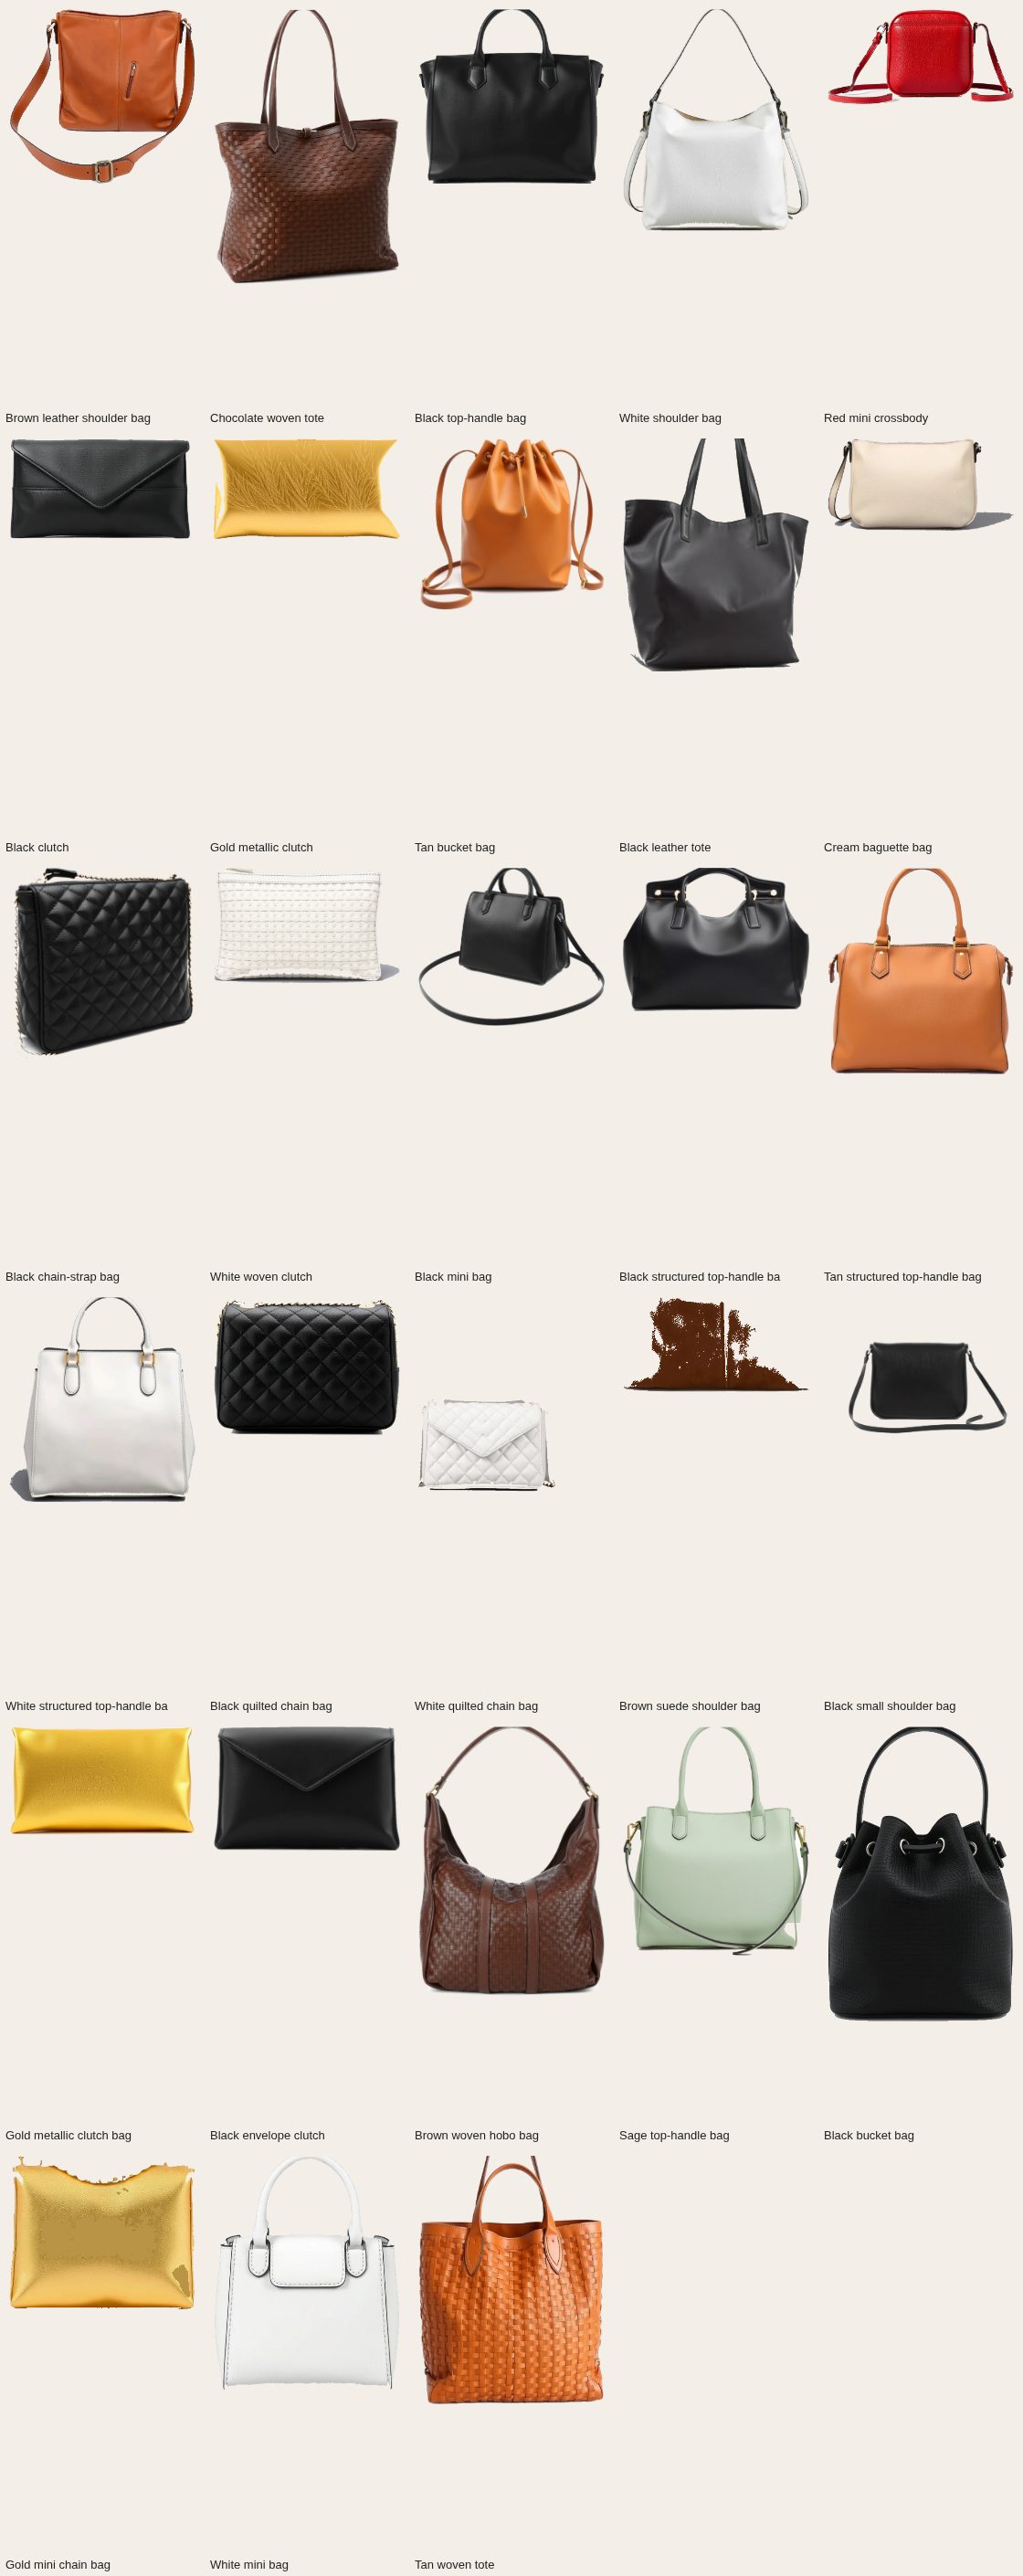 Brown leather shoulder bag
Chocolate woven tote
Black top-handle bag
White shoulder bag
Red mini crossbody
Black clutch
Gold metallic clutch
Tan bucket bag
Black leather tote
Cream baguette bag
Black chain-strap bag
White woven clutch
Black mini bag
Black structured top-handle ba
Tan structured top-handle bag
White structured top-handle ba
Black quilted chain bag
White quilted chain bag
Brown suede shoulder bag
Black small shoulder bag
Gold metallic clutch bag
Black envelope clutch
Brown woven hobo bag
Sage top-handle bag
Black bucket bag
Gold mini chain bag
White mini bag
Tan woven tote